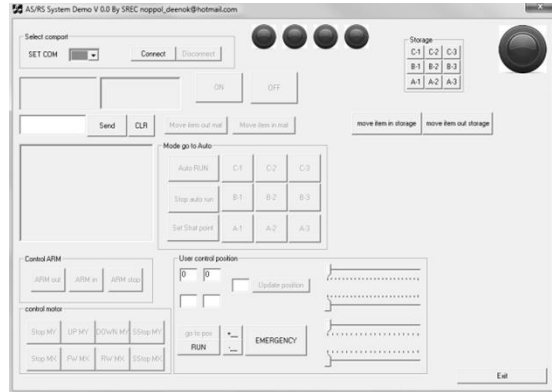 AS/RS System Demo V 0.0 By SREC noppol_deenok@hotmail.com
Select comport
SET COM Connect Disconnect
Storage
C-1 C-2 C-3
B-1 B-2 B-3
A-1 A-2 A-3
ON OFF
Send CLR Move item out mat Move item in mat
move item in storage move item out storage
Mode go to Auto
Auto RUN C-1 C-2 C-3
Stop auto run B-1 B-2 B-3
Set Strat point A-1 A-2 A-3
Control ARM
ARM out ARM in ARM stop
User control position
0 0
Update position
control motor
Stop MY UP MY DOWN MY SStop MY
Stop MX FW MX RW MX SStop MX
go to pos
RUN
EMERGENCY
Exit